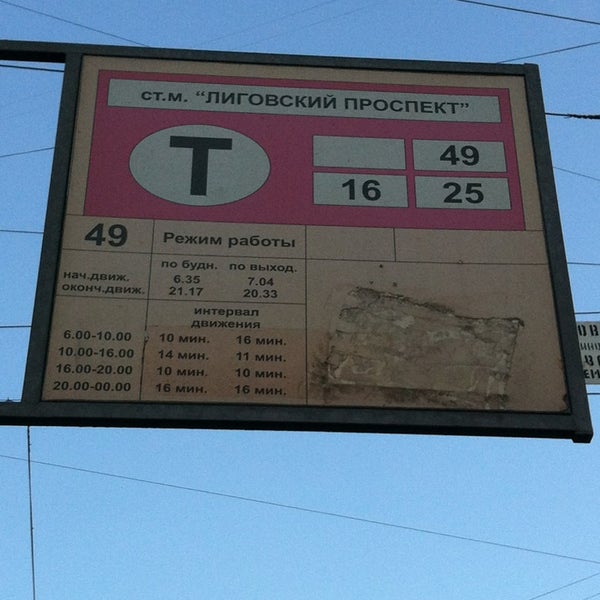 ст.м. "ЛИГОВСКИЙ ПРОСПЕКТ"
Т
49
16 25
49 Режим работы
по будн. по выход.
нач.движ. 6.35 7.04
оконч.движ. 21.17 20.33
интервал
движения
6.00-10.00 10 мин. 16 мин.
10.00-16.00 14 мин. 11 мин.
16.00-20.00 10 мин. 10 мин.
20.00-00.00 16 мин. 16 мин.